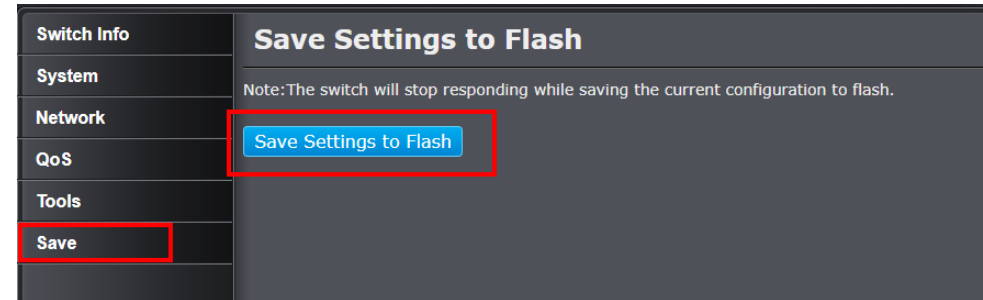 Switch Info
System
Network
QoS
Tools
Save
Save Settings to Flash
Note:The switch will stop responding while saving the current configuration to flash.
Save Settings to Flash